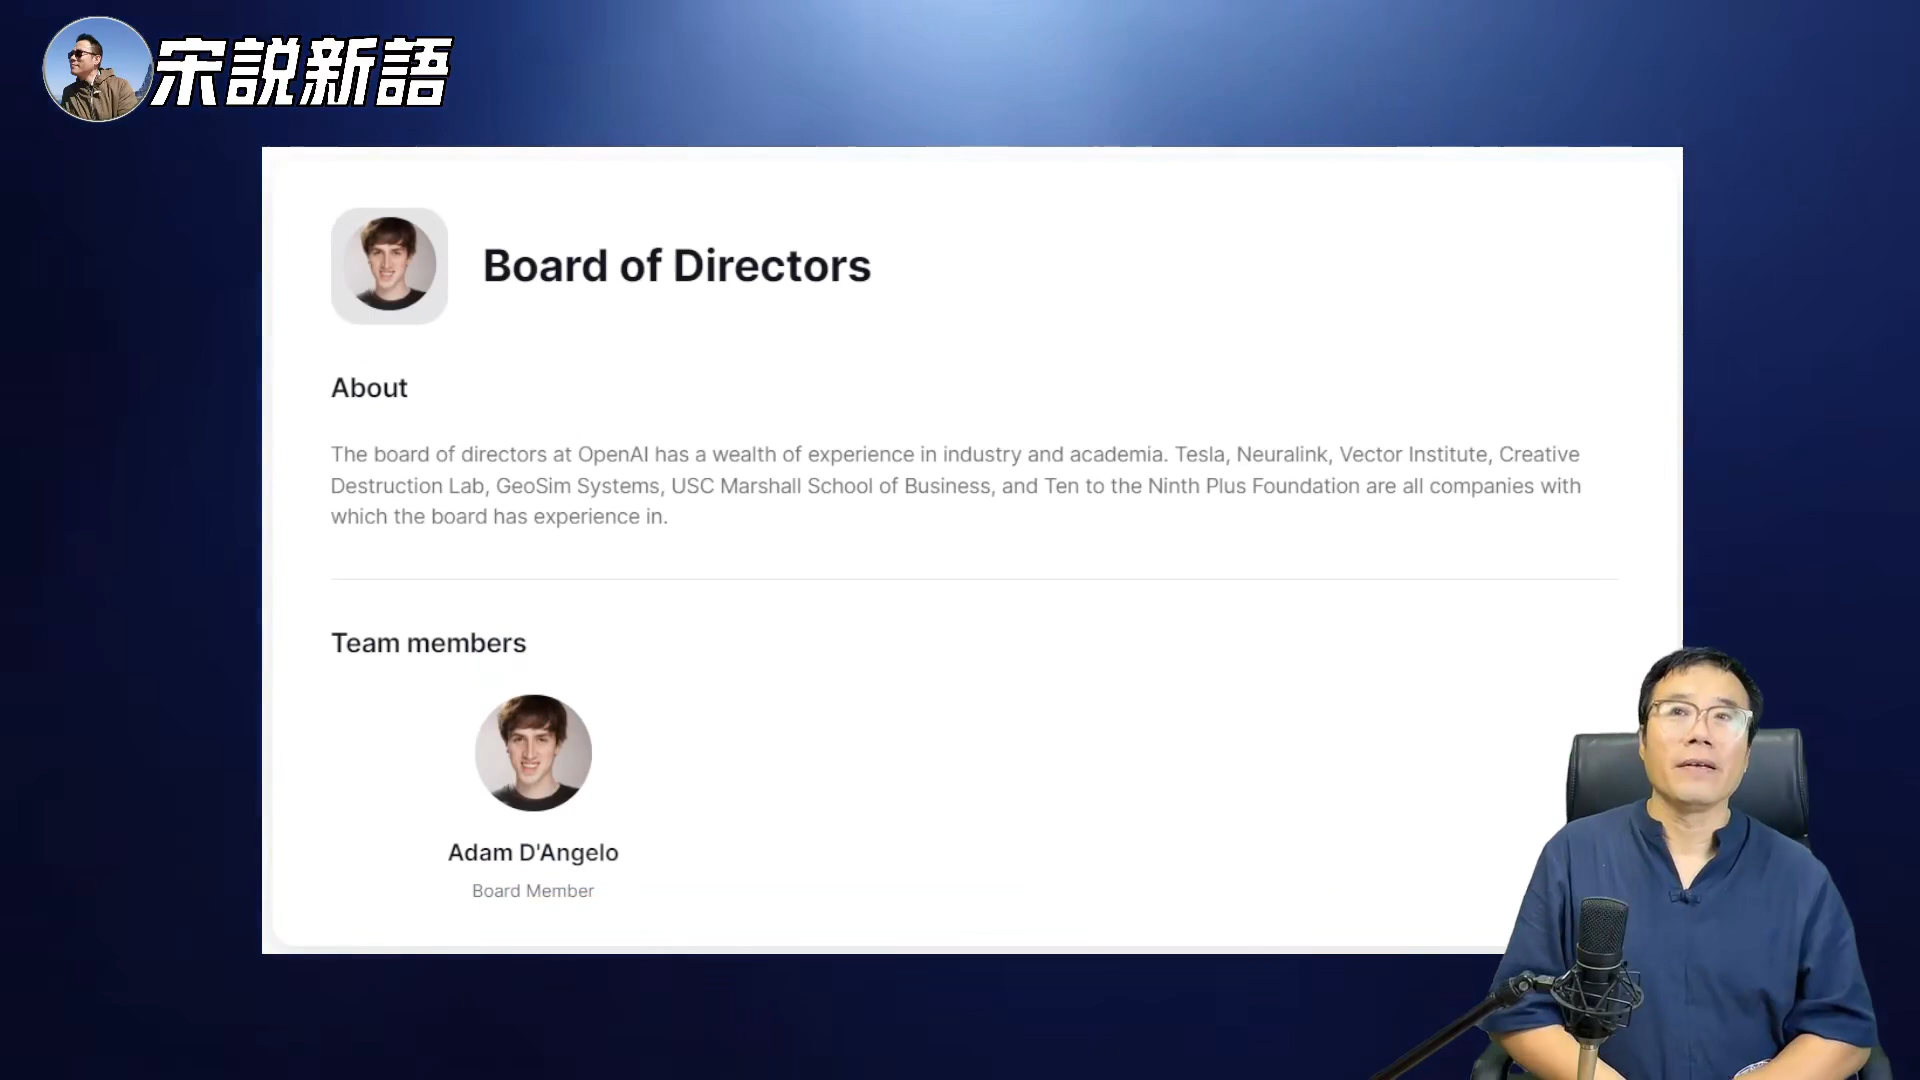 宋説新語
Board of Directors
About
The board of directors at OpenAI has a wealth of experience in industry and academia. Tesla, Neuralink, Vector Institute, Creative
Destruction Lab, GeoSim Systems, USC Marshall School of Business, and Ten to the Ninth Plus Foundation are all companies with
which the board has experience in.
Team members
Adam D'Angelo
Board Member